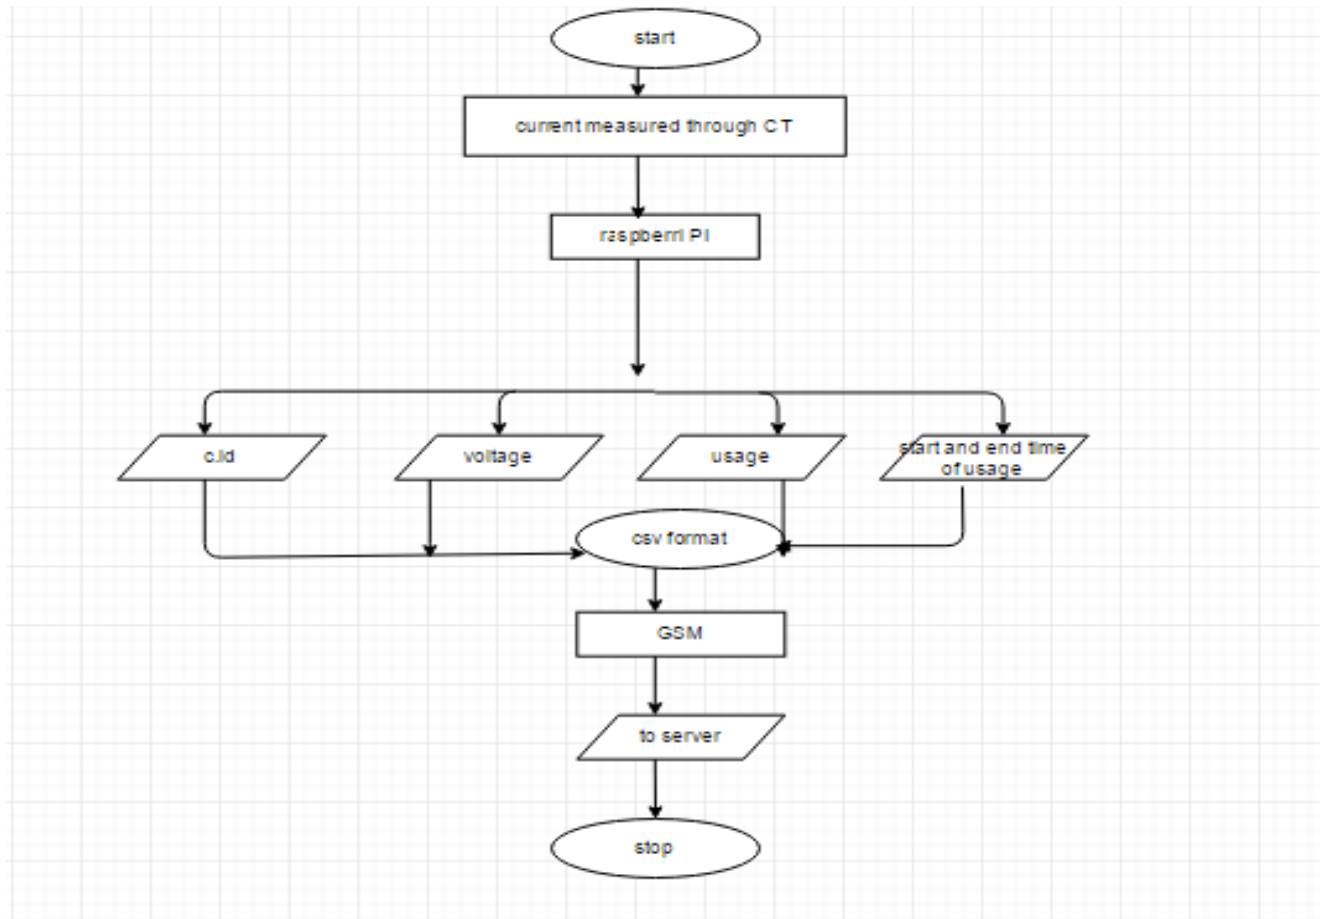 start
current measured through CT
raspberri PI
c.id
voltage
usage
start and end time
of usage
csv format
GSM
to server
stop